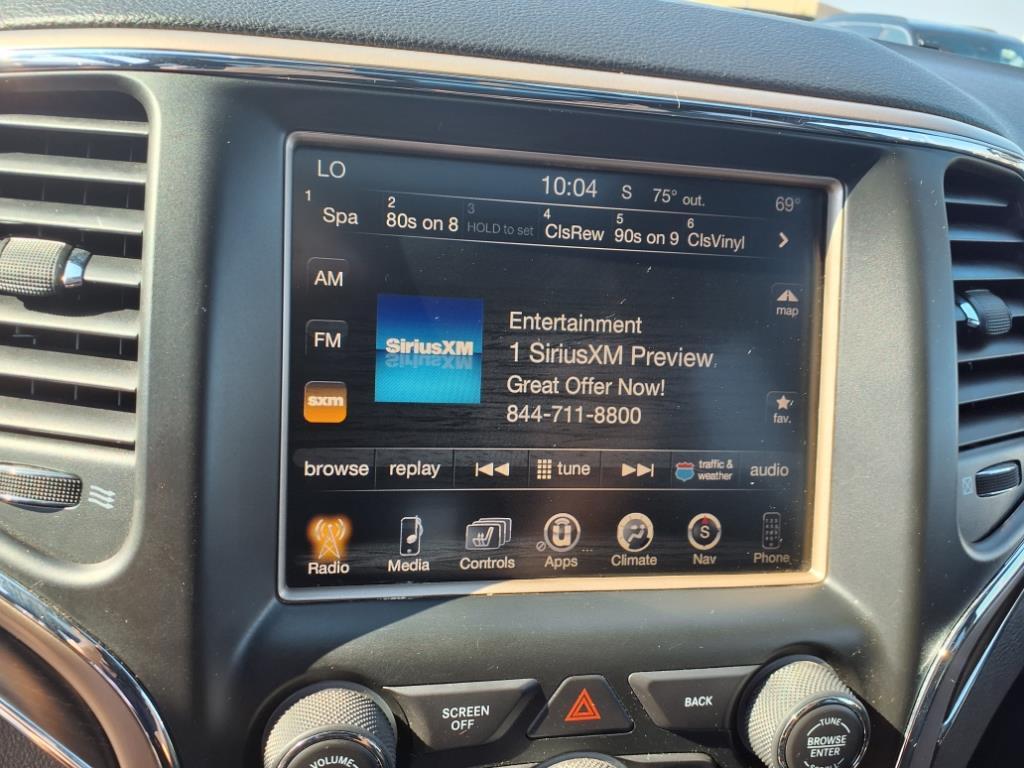 LO
10:04 S 75° out. 69°
1 Spa 2 80s on 8 3 HOLD to set 4 ClsRew 5 90s on 9 6 ClsVinyl
AM
map
FM
SiriusXM
Entertainment
1 SiriusXM Preview
Great Offer Now!
844-711-8800
sxm
fav.
browse replay tune traffic & weather audio
Radio Media Controls Apps Climate S Nav Phone
SCREEN OFF
BACK
VOLUME
TUNE
BROWSE
ENTER